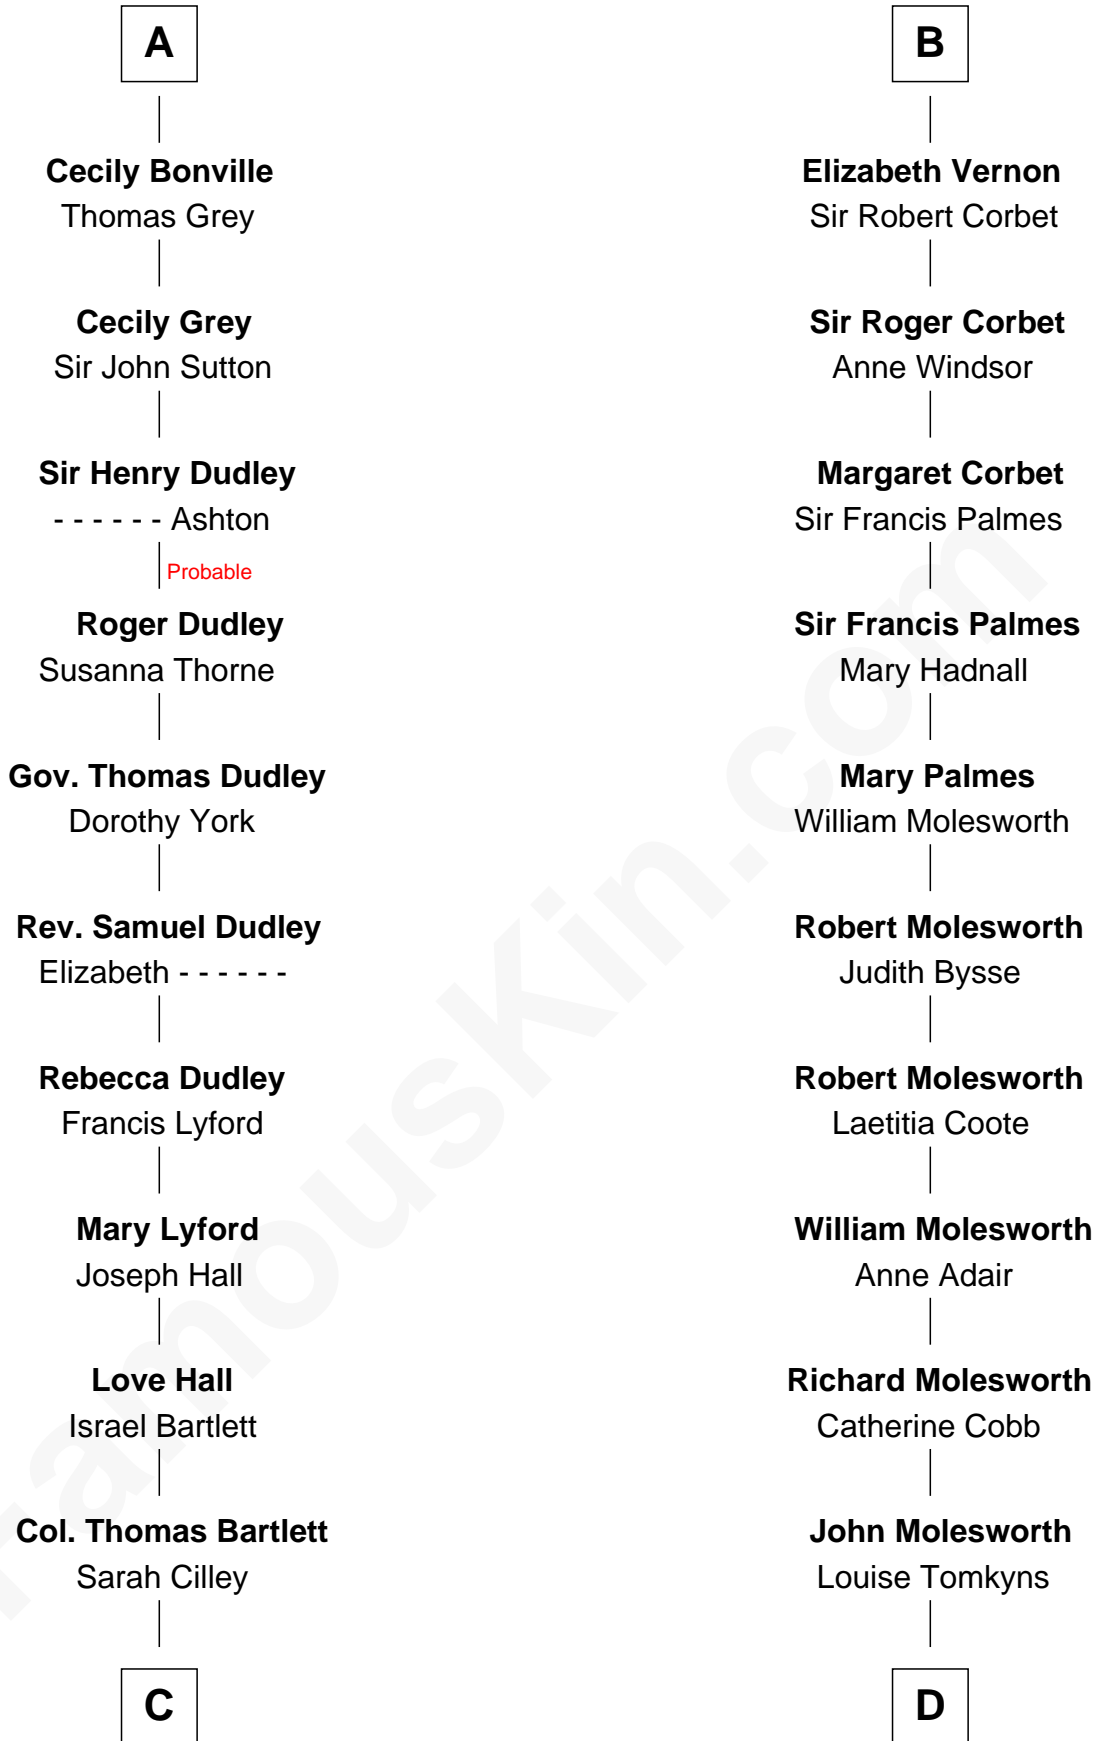 A
Cecily Bonville
Thomas Grey
Cecily Grey
Sir John Sutton
Sir Henry Dudley
- - - - - - Ashton
Probable
Roger Dudley
Susanna Thorne
Gov. Thomas Dudley
Dorothy York
Rev. Samuel Dudley
Elizabeth - - - - - -
Rebecca Dudley
Francis Lyford
Mary Lyford
Joseph Hall
Love Hall
Israel Bartlett
Col. Thomas Bartlett
Sarah Cilley
C
B
Elizabeth Vernon
Sir Robert Corbet
Sir Roger Corbet
Anne Windsor
Margaret Corbet
Sir Francis Palmes
Sir Francis Palmes
Mary Hadnall
Mary Palmes
William Molesworth
Robert Molesworth
Judith Bysse
Robert Molesworth
Laetitia Coote
William Molesworth
Anne Adair
Richard Molesworth
Catherine Cobb
John Molesworth
Louise Tomkyns
D
FamousKin.com